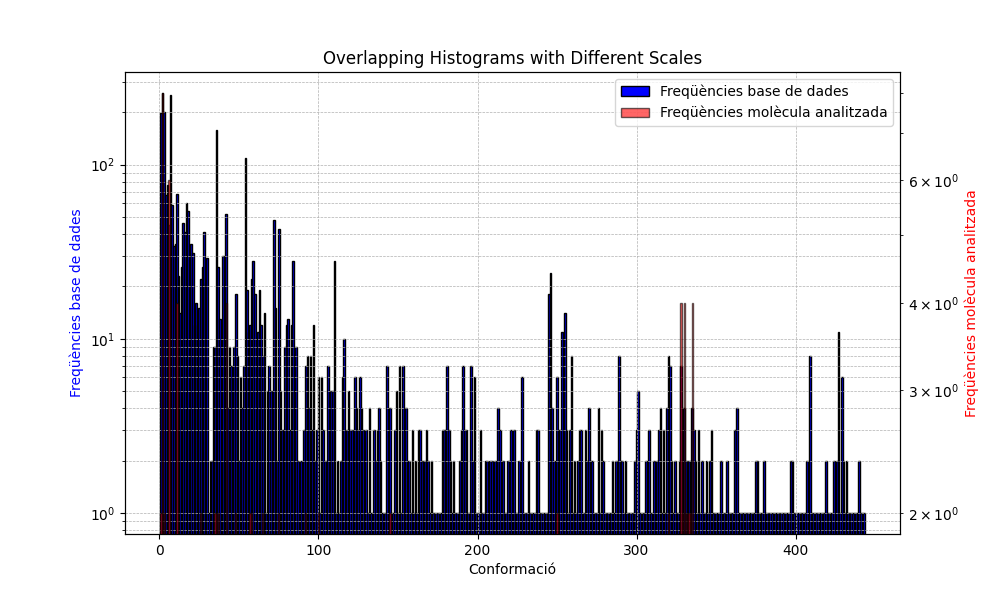 Overlapping Histograms with Different Scales
Freqüències base de dades
Freqüències molècula analitzada
Freqüències base de dades
10²
10¹
10⁰
6 × 10⁰
4 × 10⁰
3 × 10⁰
2 × 10⁰
Freqüències molècula analitzada
0 100 200 300 400
Conformació